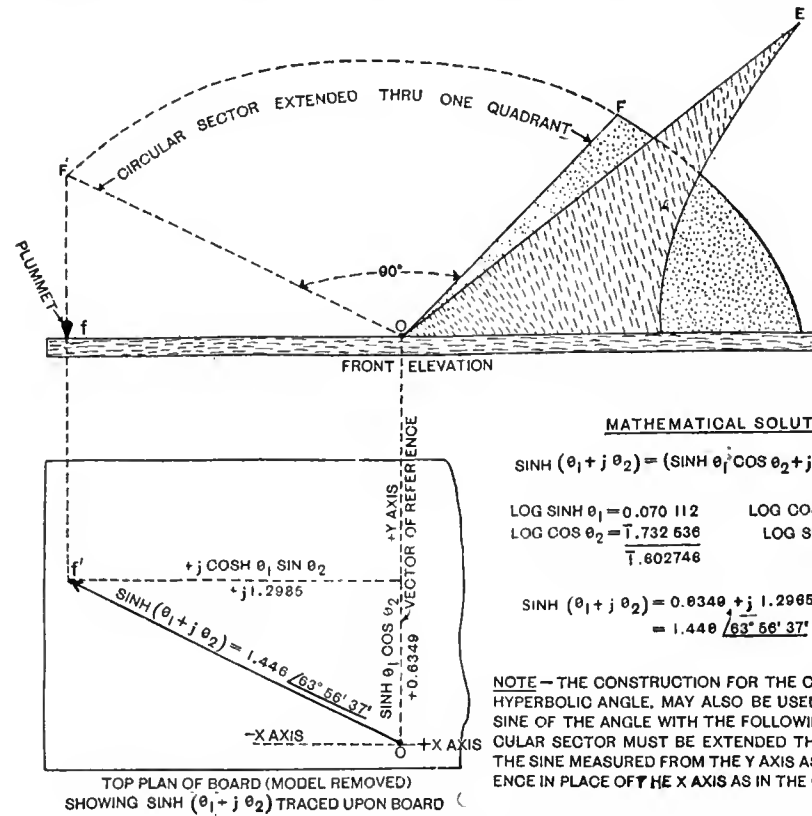 E
CIRCULAR SECTOR EXTENDED THRU ONE QUADRANT
F
F
90°
PLUMMET
f
O
FRONT ELEVATION
MATHEMATICAL SOLUT
SINH (θ₁ + j θ₂) = (SINH θ₁ COS θ₂ + j
LOG SINH θ₁ = 0.070 112 LOG CO
LOG COS θ₂ = 1̅.732 536 LOG S
1̅.602746
SINH (θ₁ + j θ₂) = 0.6349 + j 1.2965
= 1.446 /63° 56' 37'
NOTE – THE CONSTRUCTION FOR THE C
HYPERBOLIC ANGLE, MAY ALSO BE USE
SINE OF THE ANGLE WITH THE FOLLOWI
CULAR SECTOR MUST BE EXTENDED TH
THE SINE MEASURED FROM THE Y AXIS AS
ENCE IN PLACE OF THE X AXIS AS IN THE
VECTOR OF REFERENCE
+Y AXIS
f'
+j COSH θ₁ SIN θ₂
+j 1.2985
SINH (θ₁ + j θ₂) = 1.446 /63° 56' 37'
SINH θ₁ COS θ₂
+0.6349
–X AXIS
O
+X AXIS
TOP PLAN OF BOARD (MODEL REMOVED)
SHOWING SINH (θ₁ + j θ₂) TRACED UPON BOARD